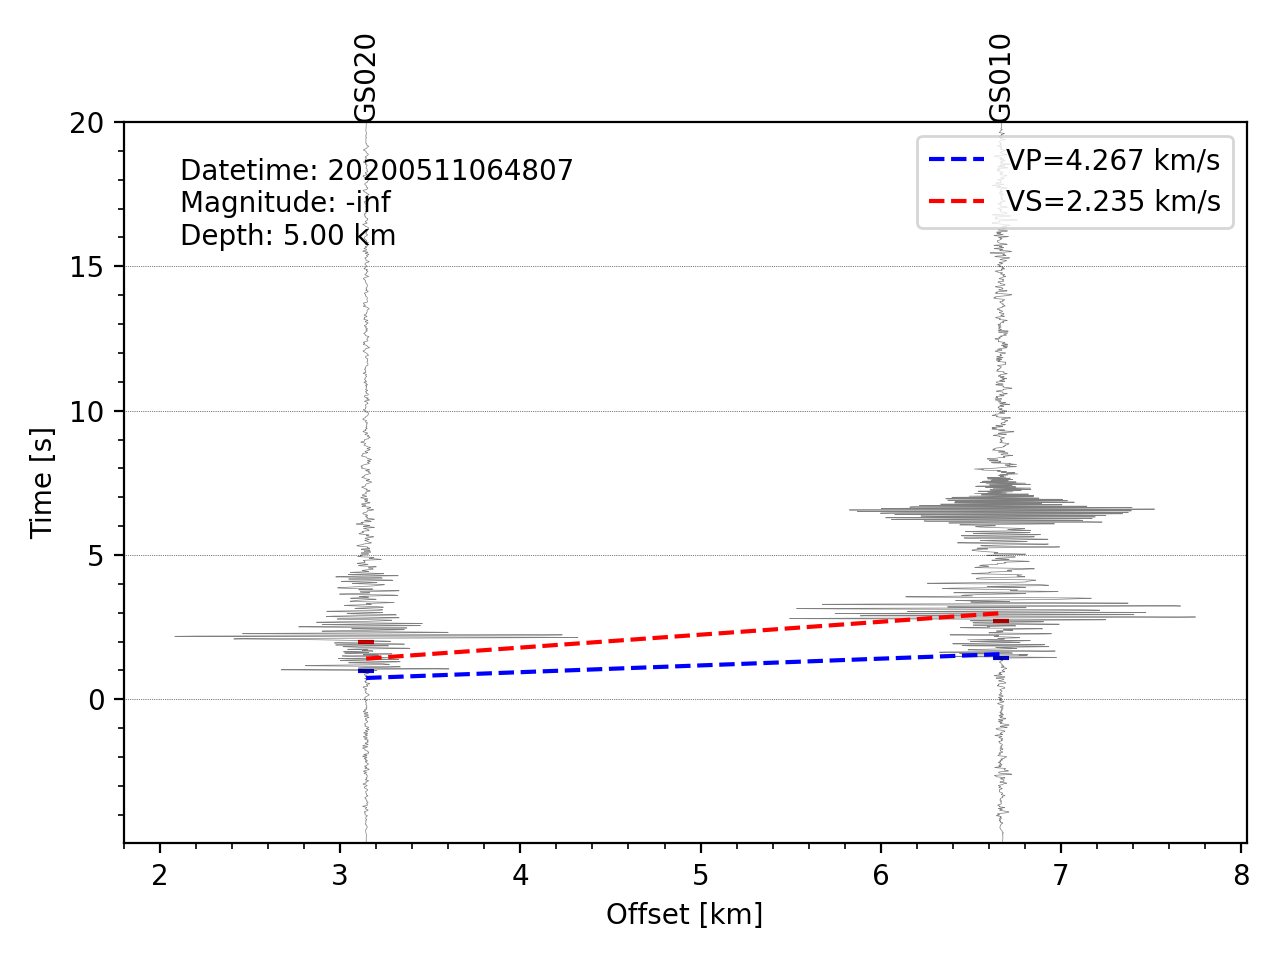 GS020
GS010
Datetime: 20200511064807
Magnitude: -inf
Depth: 5.00 km
VP=4.267 km/s
VS=2.235 km/s
20
15
10
5
0
Time [s]
2 3 4 5 6 7 8
Offset [km]